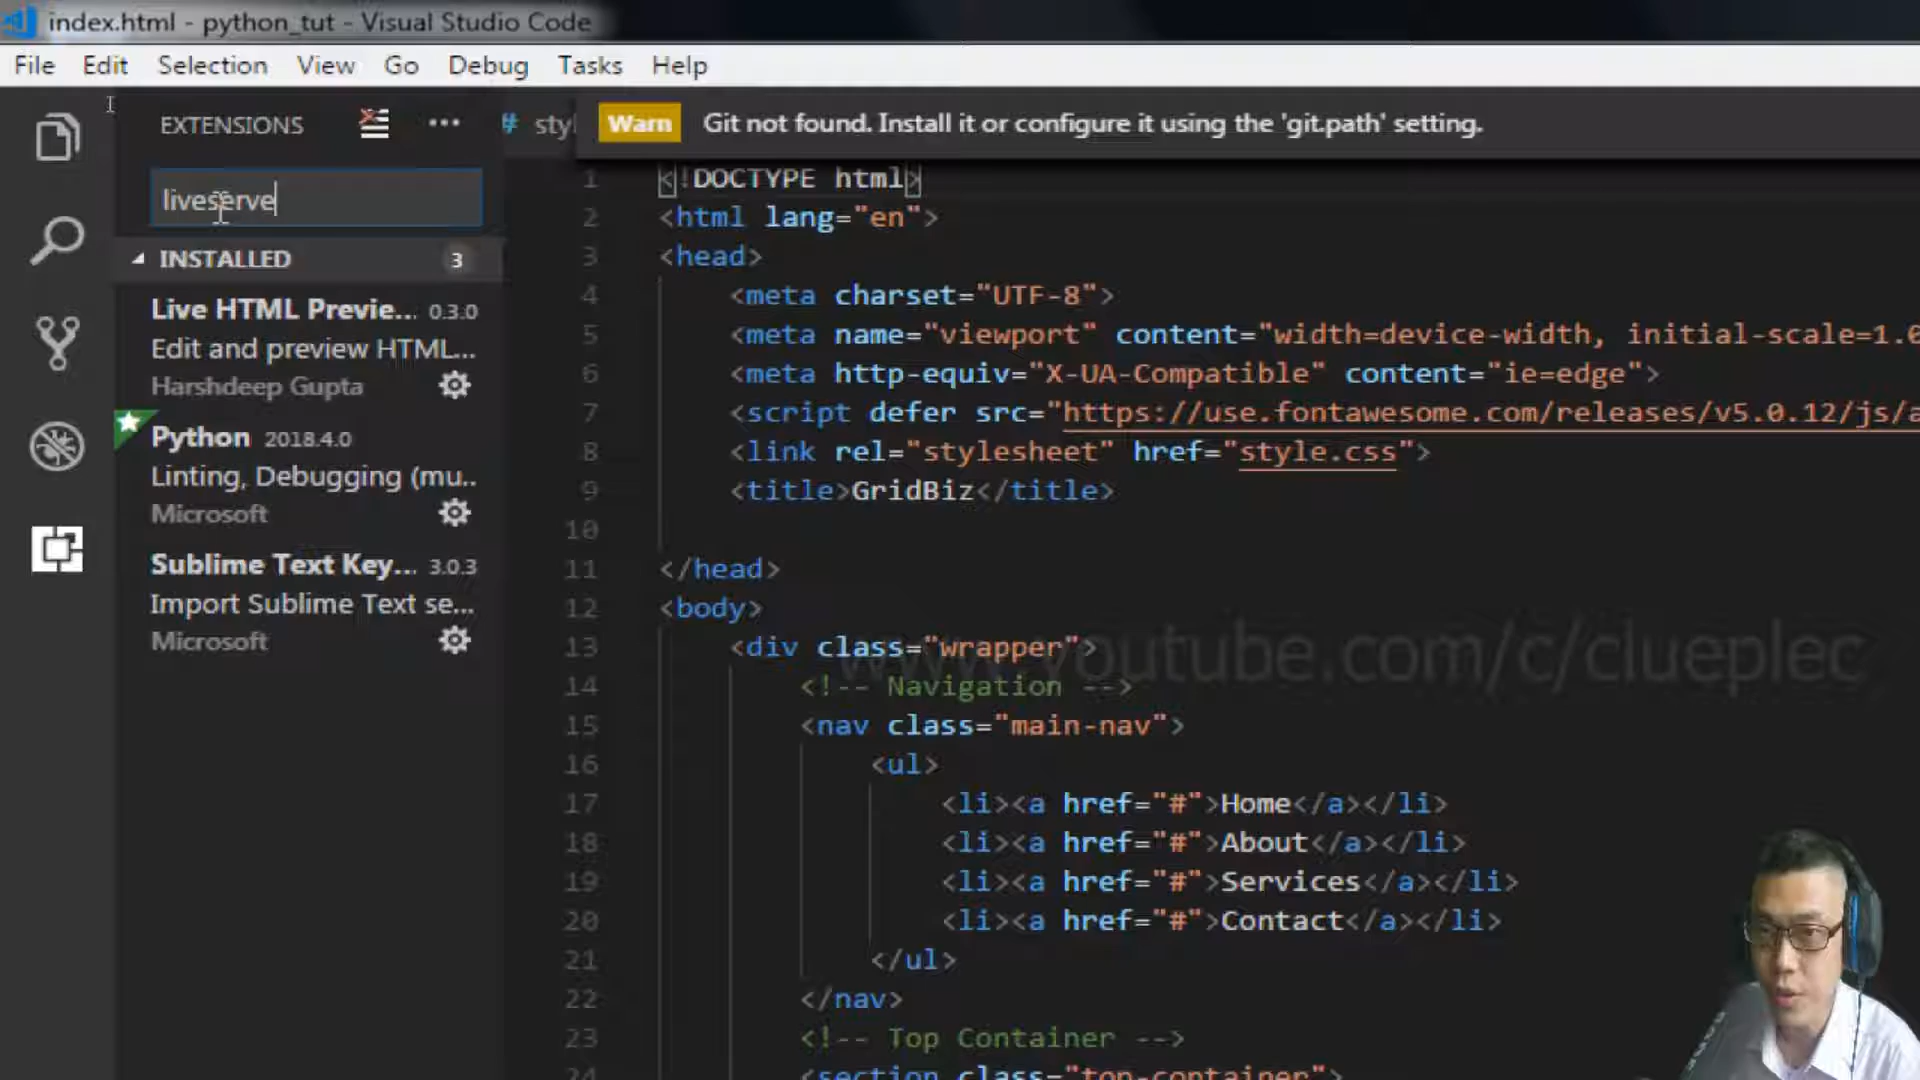 index.html - python_tut - Visual Studio Code
File Edit Selection View Go Debug Tasks Help
EXTENSIONS
# styl
Warn Git not found. Install it or configure it using the 'git.path' setting.
liveserve
INSTALLED 3
Live HTML Previe... 0.3.0
Edit and preview HTML...
Harshdeep Gupta
Python 2018.4.0
Linting, Debugging (mu..
Microsoft
Sublime Text Key... 3.0.3
Import Sublime Text se...
Microsoft
1 <!DOCTYPE html>
2 <html lang="en">
3 <head>
4 <meta charset="UTF-8">
5 <meta name="viewport" content="width=device-width, initial-scale=1.0
6 <meta http-equiv="X-UA-Compatible" content="ie=edge">
7 <script defer src="https://use.fontawesome.com/releases/v5.0.12/js/a
8 <link rel="stylesheet" href="style.css">
9 <title>GridBiz</title>
10
11 </head>
12 <body>
13 <div class="wrapper">
14 <!-- Navigation -->
15 <nav class="main-nav">
16 <ul>
17 <li><a href="#">Home</a></li>
18 <li><a href="#">About</a></li>
19 <li><a href="#">Services</a></li>
20 <li><a href="#">Contact</a></li>
21 </ul>
22 </nav>
23 <!-- Top Container -->
24 <section class="top-container">
www.youtube.com/c/clueplec